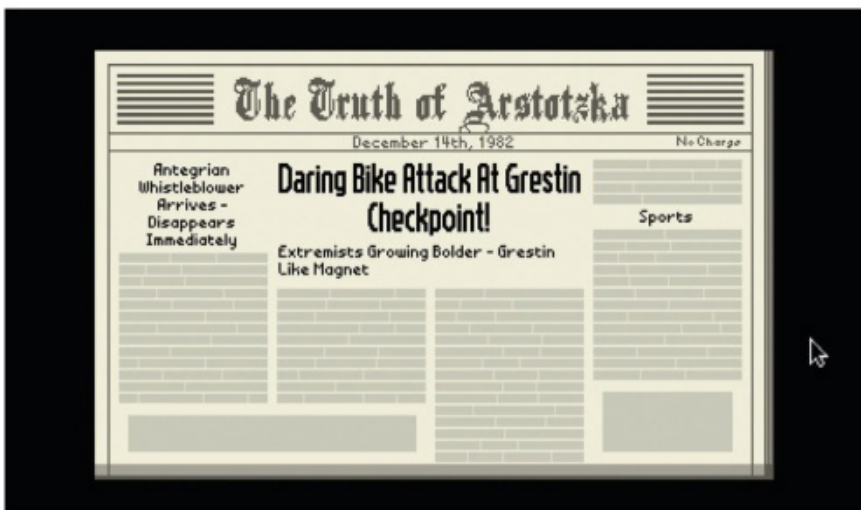 The Truth of Arstotzka
December 14th, 1982
No Charge
Antegrian
Whistleblower
Arrives -
Disappears
Immediately
Daring Bike Attack At Grestin
Checkpoint!
Extremists Growing Bolder - Grestin
Like Magnet
Sports